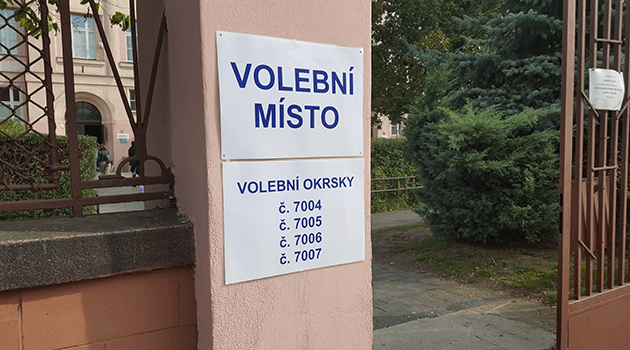 VOLEBNÍ
MÍSTO
VOLEBNÍ OKRSKY
č. 7004
č. 7005
č. 7006
č. 7007